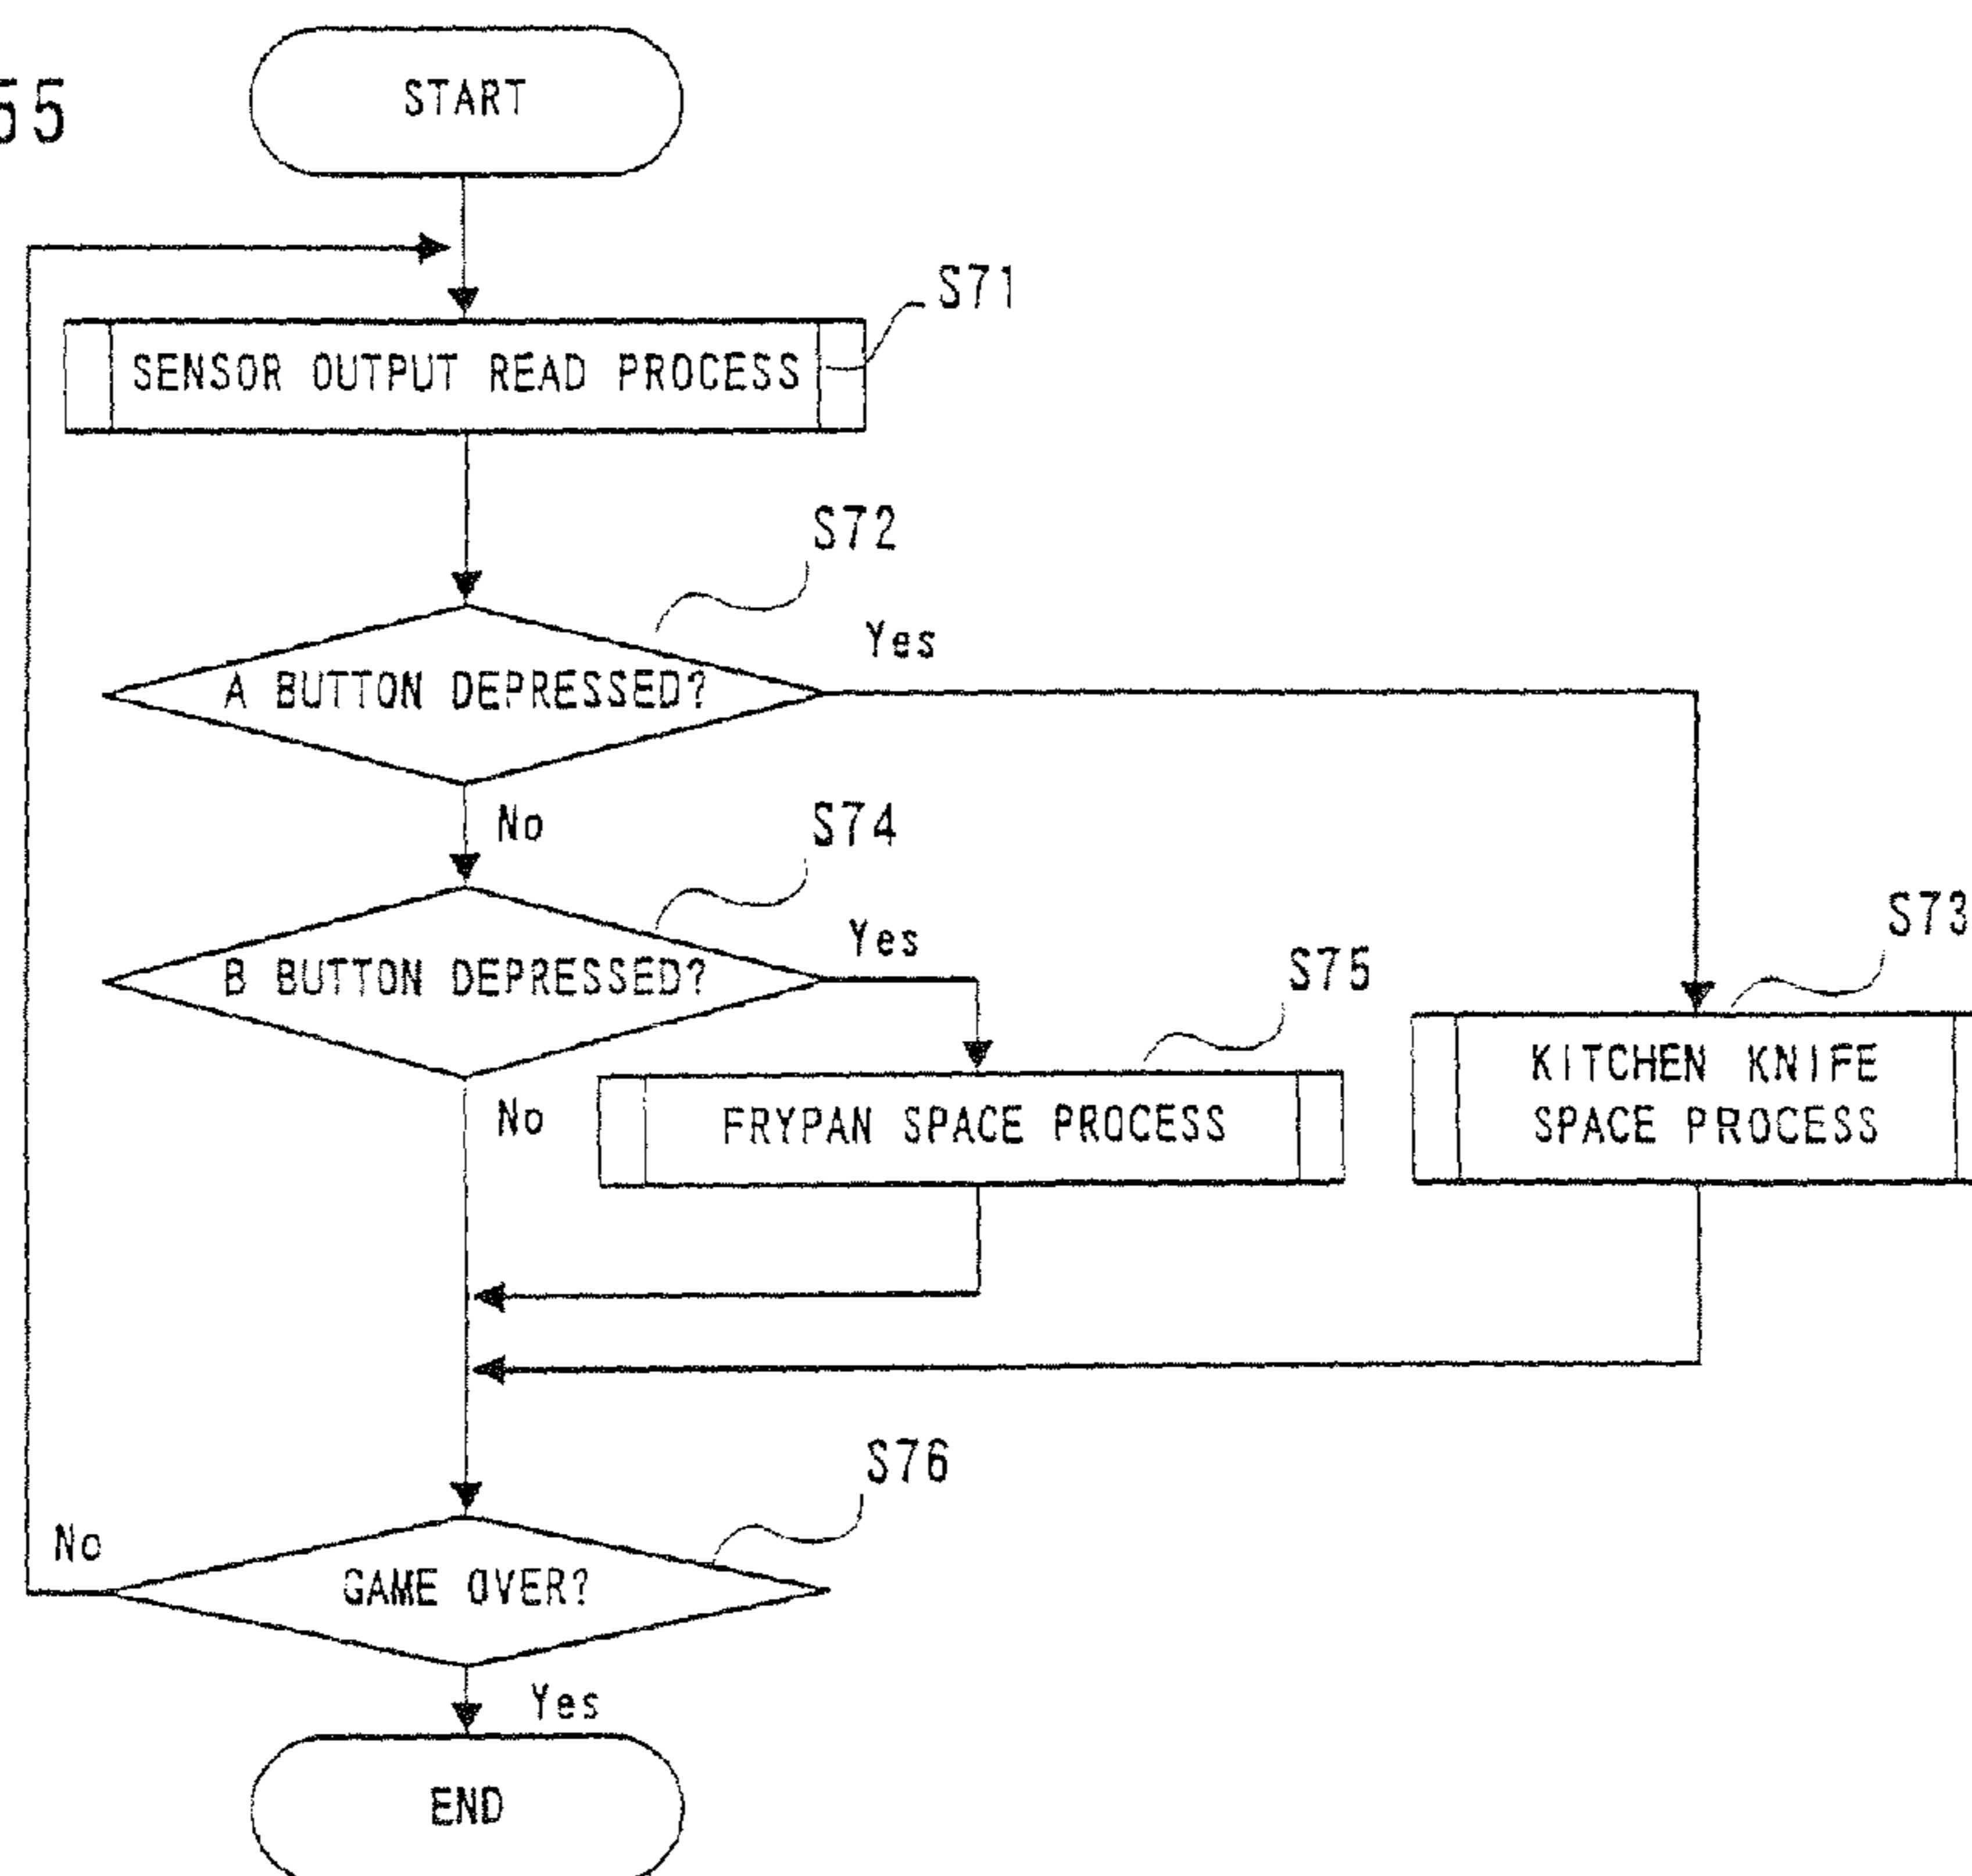 55
START
S71
SENSOR OUTPUT READ PROCESS
S72
Yes
A BUTTON DEPRESSED?
No
S74
Yes
B BUTTON DEPRESSED?
No
S75
FRYPAN SPACE PROCESS
S73
KITCHEN KNIFE
SPACE PROCESS
S76
No
GAME OVER?
Yes
END